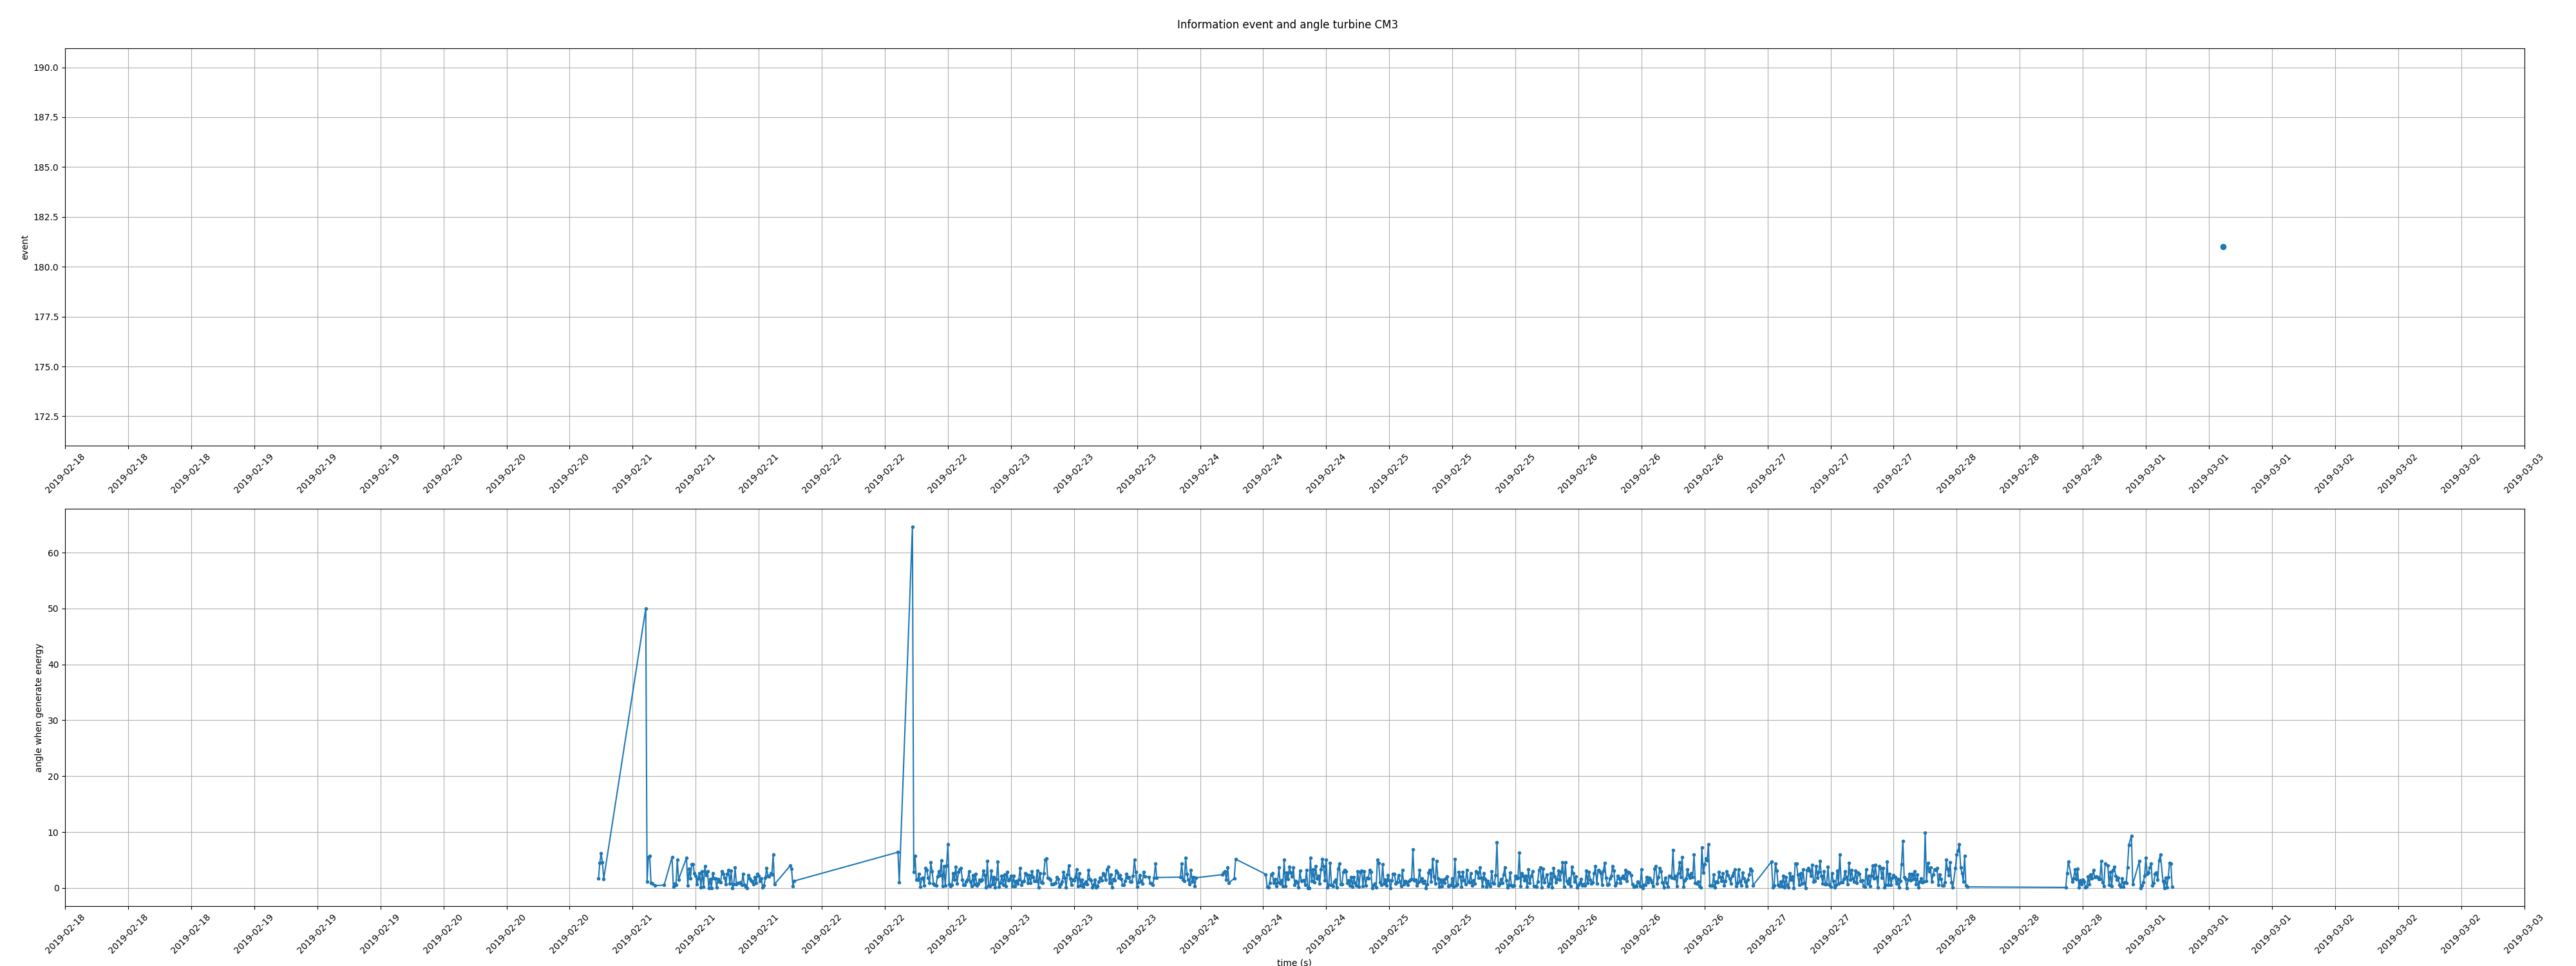 Information event and angle turbine CM3
190.0
187.5
185.0
182.5
180.0
177.5
175.0
172.5
event
2019-02-18 2019-02-18 2019-02-18 2019-02-19 2019-02-19 2019-02-19 2019-02-20 2019-02-20 2019-02-20 2019-02-21 2019-02-21 2019-02-21 2019-02-22 2019-02-22 2019-02-22 2019-02-23 2019-02-23 2019-02-23 2019-02-24 2019-02-24 2019-02-24 2019-02-25 2019-02-25 2019-02-25 2019-02-26 2019-02-26 2019-02-26 2019-02-27 2019-02-27 2019-02-27 2019-02-28 2019-02-28 2019-02-28 2019-03-01 2019-03-01 2019-03-01 2019-03-02 2019-03-02 2019-03-02 2019-03-03
60
50
40
30
20
10
0
angle when generate energy
2019-02-18 2019-02-18 2019-02-18 2019-02-19 2019-02-19 2019-02-19 2019-02-20 2019-02-20 2019-02-20 2019-02-21 2019-02-21 2019-02-21 2019-02-22 2019-02-22 2019-02-22 2019-02-23 2019-02-23 2019-02-23 2019-02-24 2019-02-24 2019-02-24 2019-02-25 2019-02-25 2019-02-25 2019-02-26 2019-02-26 2019-02-26 2019-02-27 2019-02-27 2019-02-27 2019-02-28 2019-02-28 2019-02-28 2019-03-01 2019-03-01 2019-03-01 2019-03-02 2019-03-02 2019-03-02 2019-03-03
time (s)